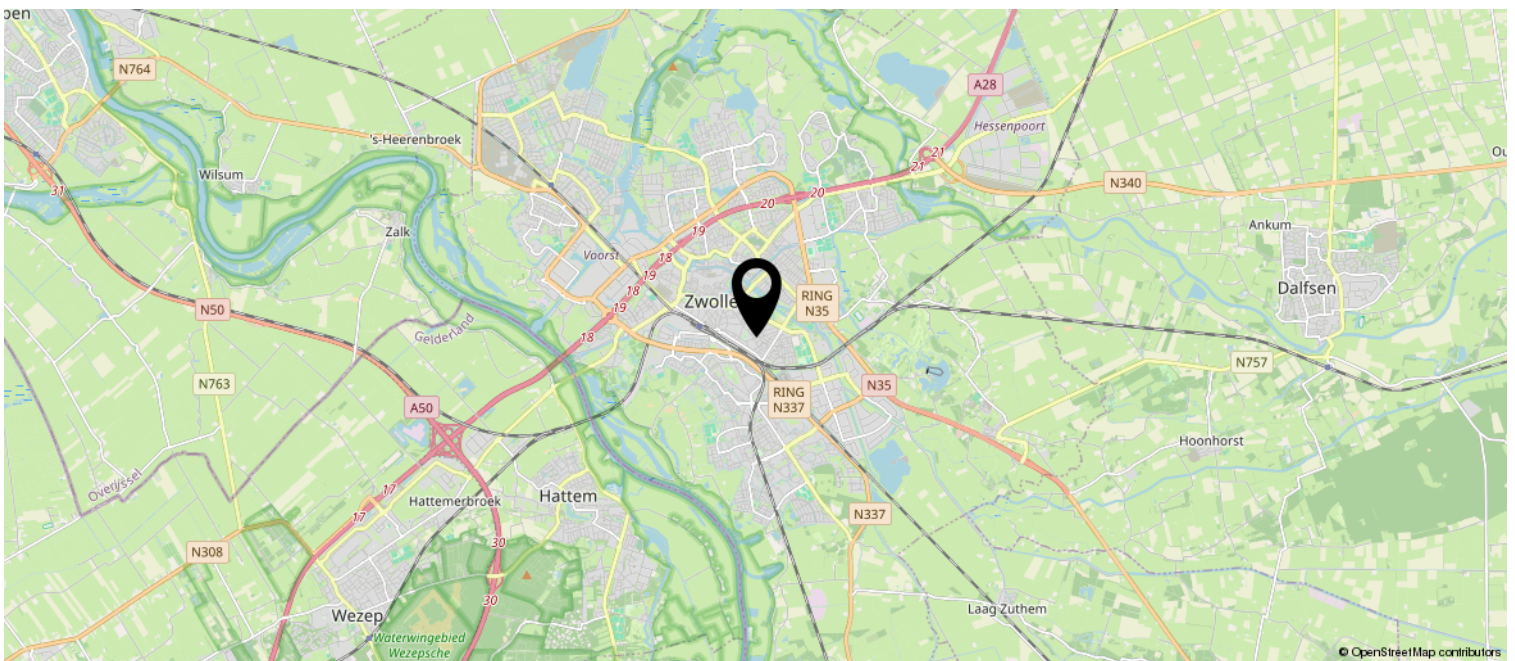 pen
N764
A28
Hessenpoort
's-Heerenbroek
21
21
Ou
Wilsum
31
N340
20
20
Zalk
19
Ankum
Voorst
18
19
18
Zwolle
RING
N35
Dalfsen
N50
19
Gelderland
18
N763
N757
N35
RING
N337
A50
Hoonhorst
Overijssel
17
Hattemerbroek
Hattem
17
N337
N308
30
30
Wezep
Laag Zuthem
Waterwingebied
Wezepsche
© OpenStreetMap contributors